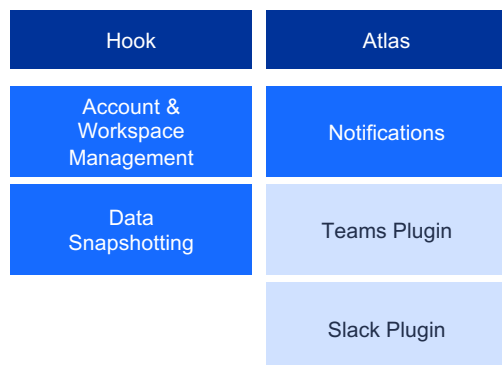 Hook
Atlas
Account &
Workspace
Management
Notifications
Data
Snapshotting
Teams Plugin
Slack Plugin